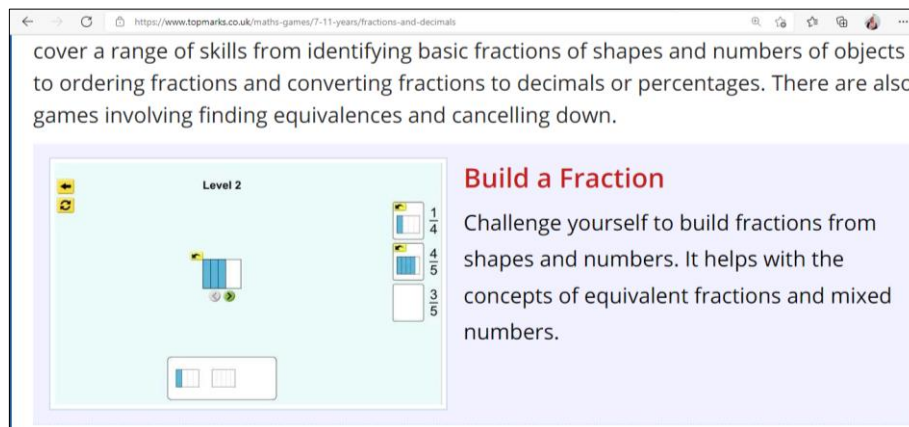 https://www.topmarks.co.uk/maths-games/7-11-years/fractions-and-decimals
cover a range of skills from identifying basic fractions of shapes and numbers of objects
to ordering fractions and converting fractions to decimals or percentages. There are also
games involving finding equivalences and cancelling down.
Level 2
1/4
4/5
3/5
Build a Fraction
Challenge yourself to build fractions from
shapes and numbers. It helps with the
concepts of equivalent fractions and mixed
numbers.